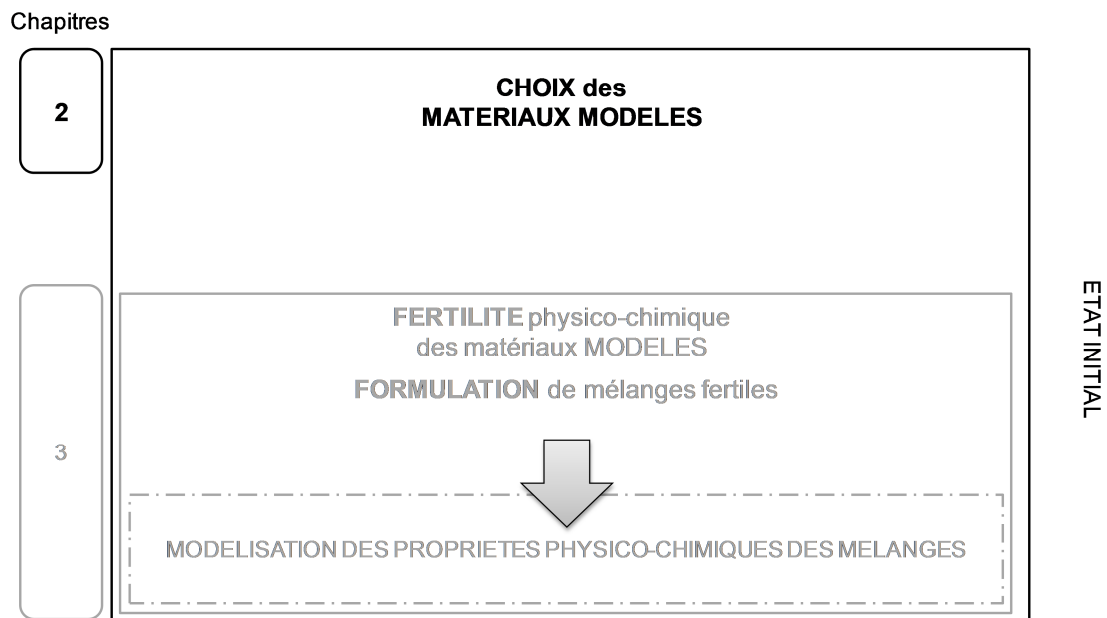 Chapitres
2
CHOIX des
MATERIAUX MODELES
3
FERTILITE physico-chimique
des matériaux MODELES
FORMULATION de mélanges fertiles
MODELISATION DES PROPRIETES PHYSICO-CHIMIQUES DES MELANGES
ETAT INITIAL